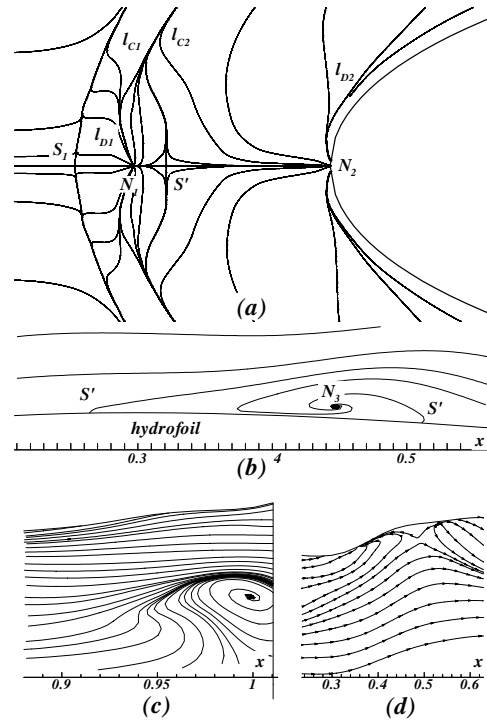 l_C1 l_C2 l_D2
S_1 l_D1
N_1 S' N_2
(a)
S' N_3 S'
hydrofoil
x
0.3 0.4 0.5
(b)
x x
0.9 0.95 1 0.3 0.4 0.5 0.6
(c) (d)